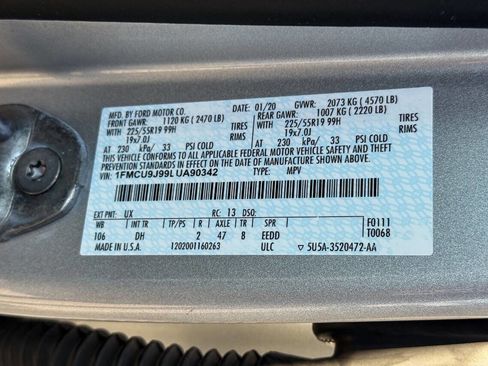 MFD. BY FORD MOTOR CO.
DATE: 01/20 GVWR: 2073 KG ( 4570 LB)
FRONT GAWR: 1120 KG ( 2470 LB) REAR GAWR: 1007 KG ( 2220 LB)
WITH 225/55R19 99H TIRES WITH 225/55R19 99H TIRES
19x7.0J RIMS 19x7.0J RIMS
AT 230 kPa/ 33 PSI COLD AT 230 kPa/ 33 PSI COLD
THIS VEHICLE CONFORMS TO ALL APPLICABLE FEDERAL MOTOR VEHICLE SAFETY AND THEFT
PREVENTION STANDARDS IN EFFECT ON THE DATE OF MANUFACTURE SHOWN ABOVE.
VIN: 1FMCU9J99LUA90342 TYPE: MPV
EXT PNT: UX RC: 13 DSO: F0111
WB INT TR TP/PS R AXLE TR SPR T0068
106 DH 2 47 B EEDD
MADE IN U.S.A. 1202001160263 ULC ▽ 5U5A-3520472-AA